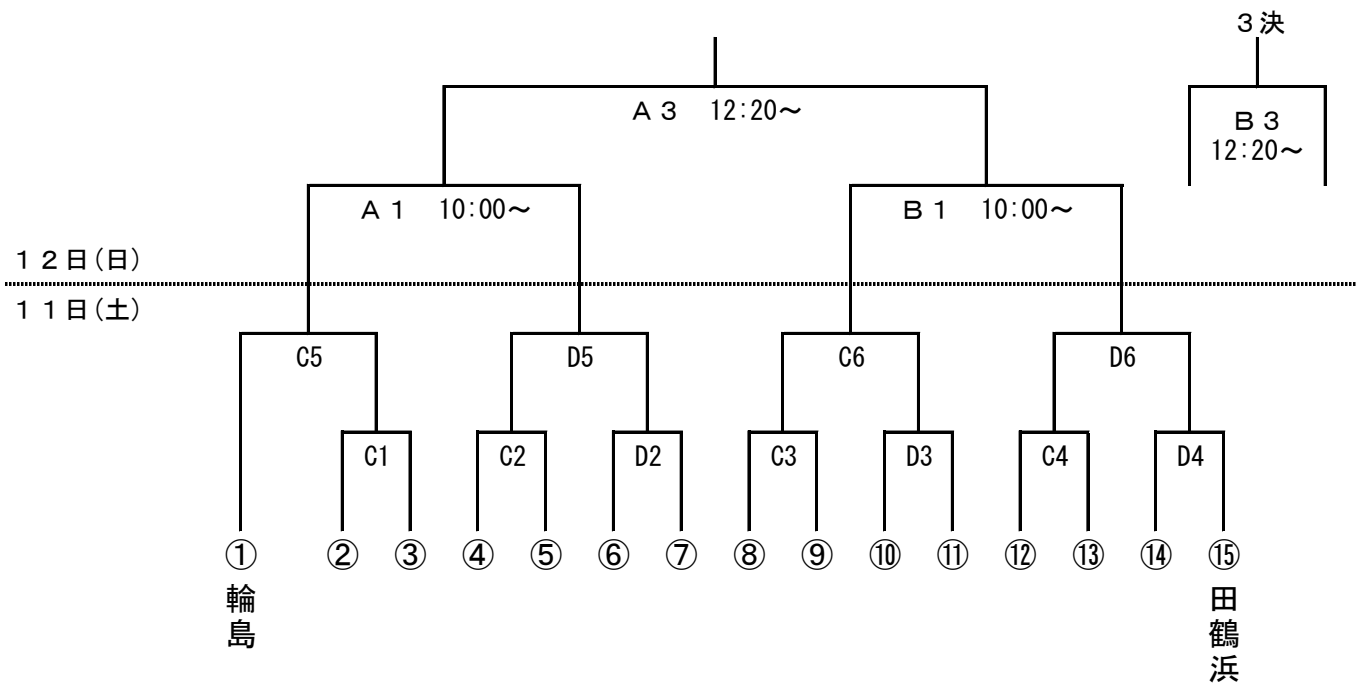 ３決
Ａ３　12:20～
Ｂ３
12:20～
Ａ１　10:00～
Ｂ１　10:00～
１２日(日)
１１日(土)
C5
D5
C6
D6
C1
C2
D2
C3
D3
C4
D4
① ② ③ ④ ⑤ ⑥ ⑦ ⑧ ⑨ ⑩ ⑪ ⑫ ⑬ ⑭ ⑮
輪島
田鶴浜